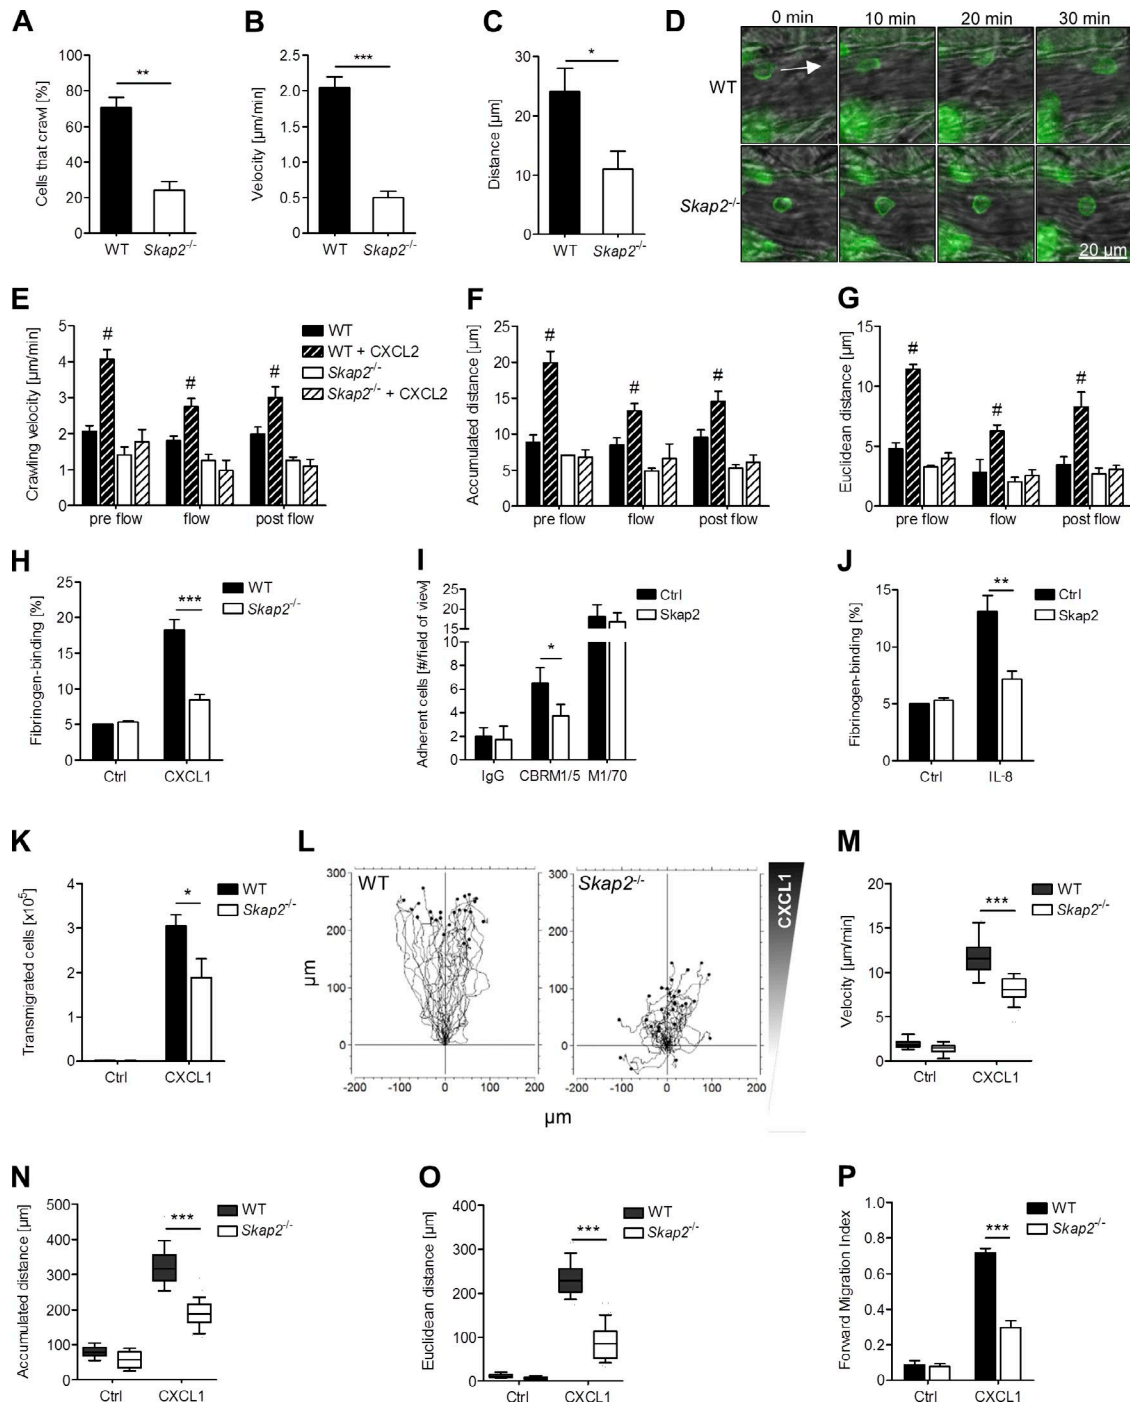 A
Cells that crawl [%]
100
80
60
40
20
0
**
WT
Skap2-/-
B
Velocity [µm/min]
2.5
2.0
1.5
1.0
0.5
0
***
WT
Skap2-/-
C
Distance [µm]
30
20
10
0
*
WT
Skap2-/-
D
0 min 10 min 20 min 30 min
WT
Skap2-/-
20 µm
E
Crawling velocity [µm/min]
5
4
3
2
1
0
# # #
pre flow flow post flow
WT
WT + CXCL2
Skap2-/-
Skap2-/- + CXCL2
F
Accumulated distance [µm]
25
20
15
10
5
0
# # #
pre flow flow post flow
G
Euclidean distance [µm]
15
10
5
0
# # #
pre flow flow post flow
H
Fibrinogen-binding [%]
25
20
15
10
5
0
***
Ctrl CXCL1
WT
Skap2-/-
I
Adherent cells [#/field of view]
25
20
15
10
8
6
4
2
0
*
IgG CBRM1/5 M1/70
Ctrl
Skap2
J
Fibrinogen-binding [%]
15
10
5
0
**
Ctrl IL-8
Ctrl
Skap2
K
Transmigrated cells [x10⁵]
4
3
2
1
0
*
Ctrl CXCL1
WT
Skap2-/-
L
µm
300
200
100
0
WT
-200 -100 0 100 200
300
200
100
0
Skap2-/-
-200 -100 0 100 200
µm
CXCL1
M
Velocity [µm/min]
20
15
10
5
0
***
Ctrl CXCL1
WT
Skap2-/-
N
Accumulated distance [µm]
500
400
300
200
100
0
***
Ctrl CXCL1
WT
Skap2-/-
O
Euclidean distance [µm]
400
300
200
100
0
***
Ctrl CXCL1
WT
Skap2-/-
P
Forward Migration Index
1.0
0.8
0.6
0.4
0.2
0
***
Ctrl CXCL1
WT
Skap2-/-